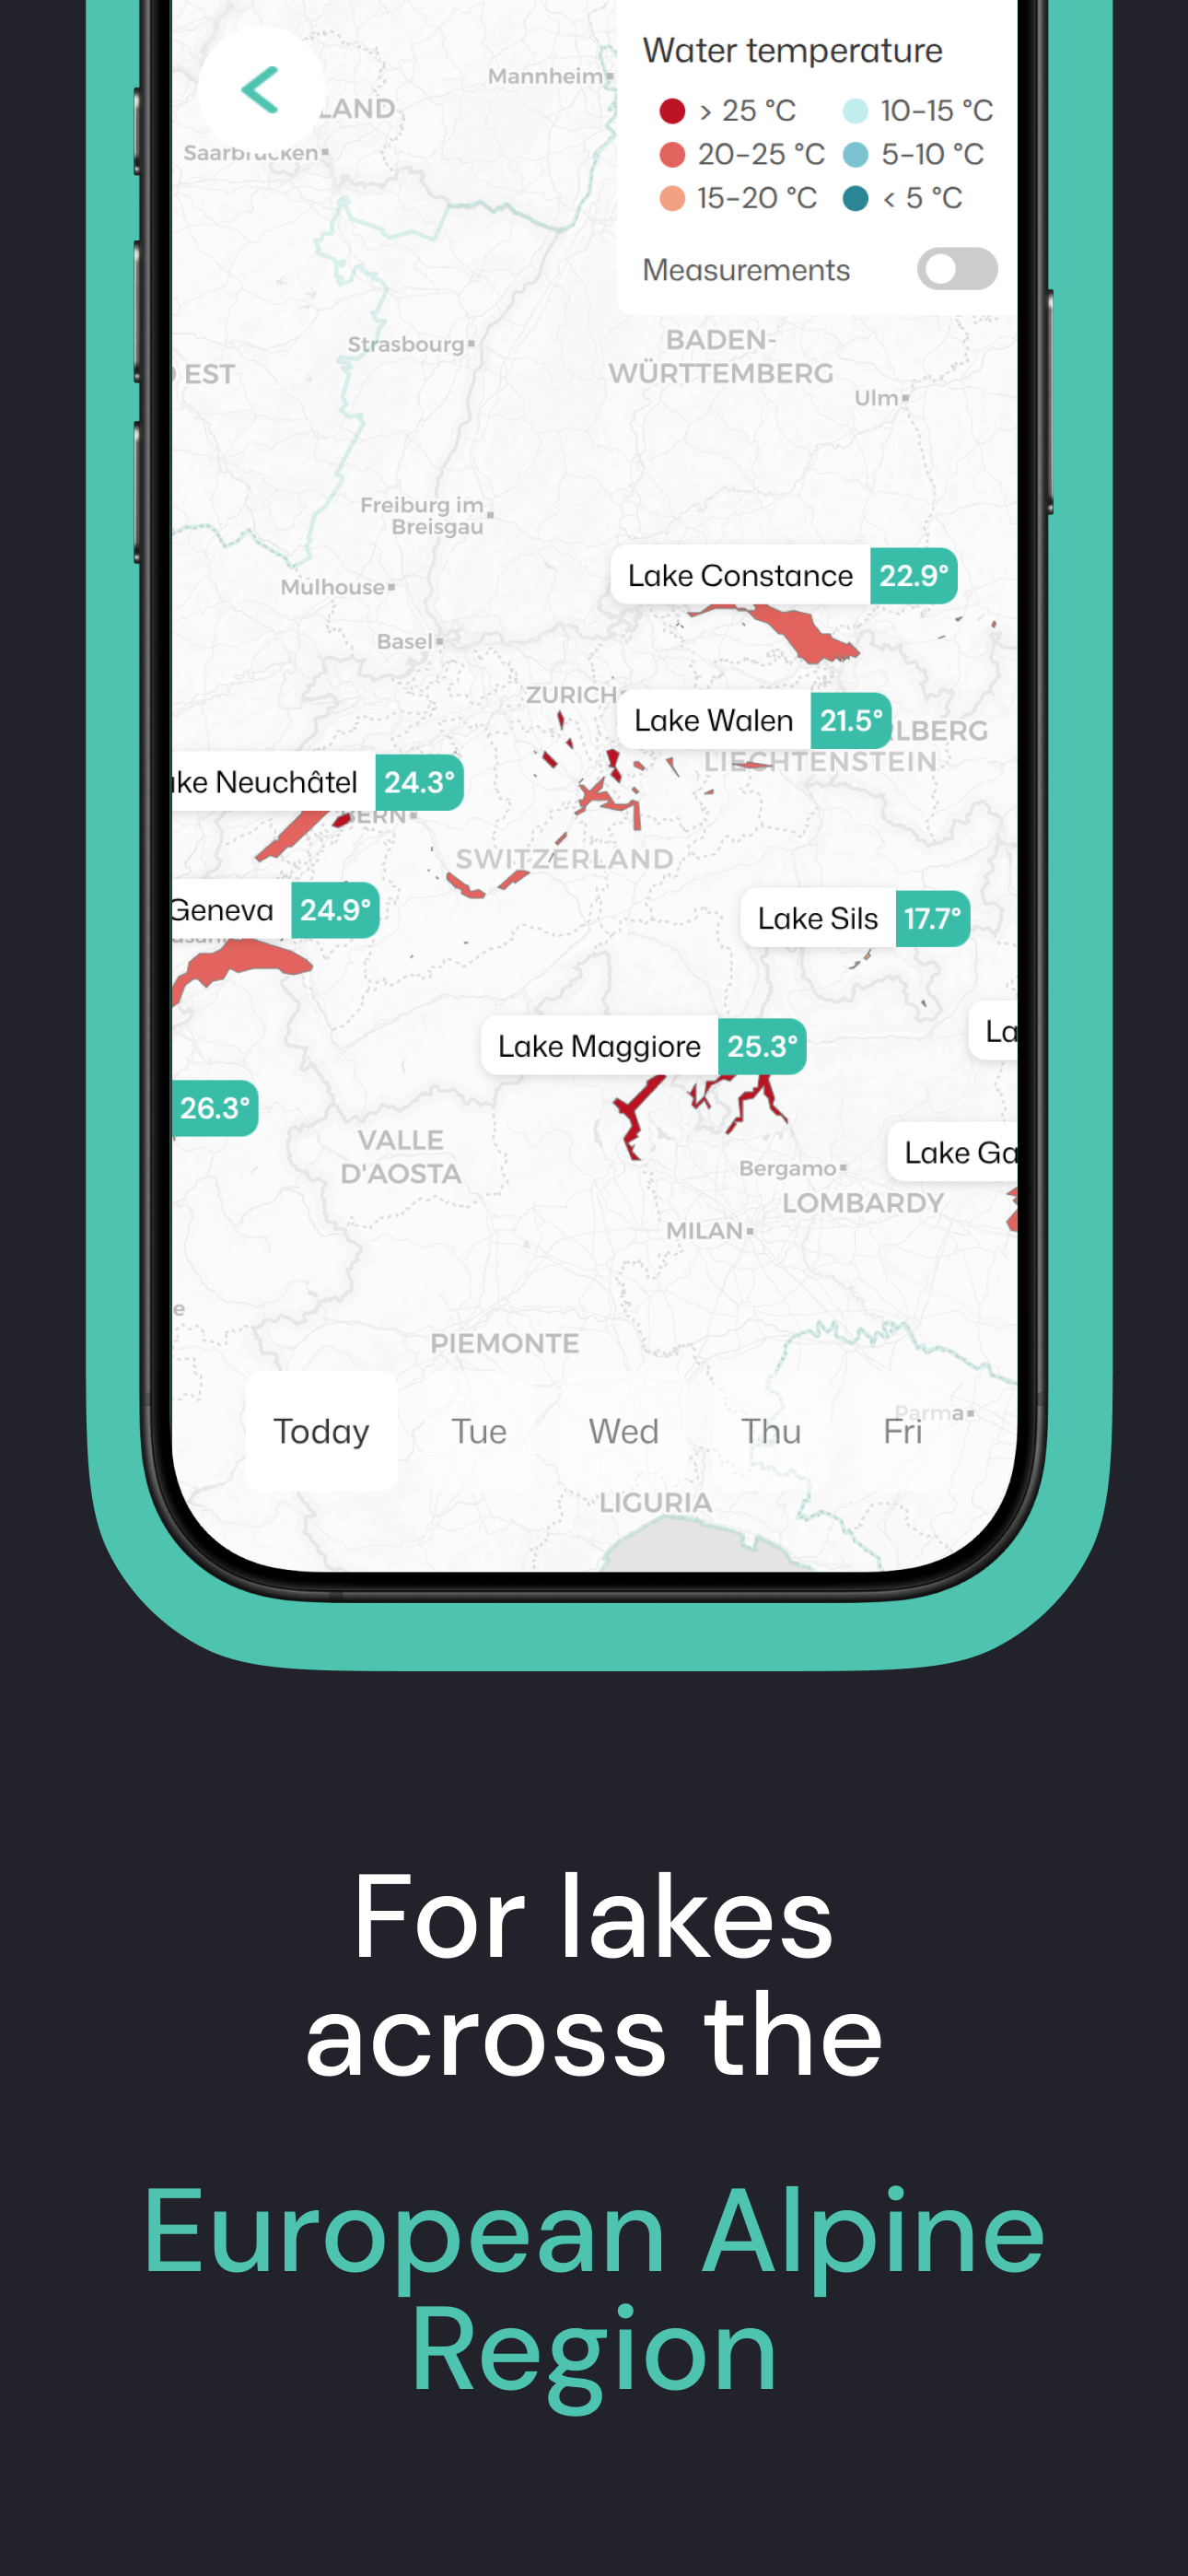 Water temperature
> 25 °C
10–15 °C
20–25 °C
5–10 °C
15–20 °C
< 5 °C
Measurements
Mannheim
LAND
Saarbrücken
Strasbourg
EST
BADEN-
WÜRTTEMBERG
Ulm
Freiburg im
Breisgau
Mulhouse
Lake Constance 22.9°
Basel
ZURICH
Lake Walen 21.5°
LBERG
LIECHTENSTEIN
ke Neuchâtel 24.3°
BERN
SWITZERLAND
Geneva 24.9°
Lake Sils 17.7°
La
Lake Maggiore 25.3°
26.3°
VALLE
D'AOSTA
Lake Ga
Bergamo
LOMBARDY
MILAN
e
PIEMONTE
Parma
Today
Tue
Wed
Thu
Fri
LIGURIA
For lakes
across the
European Alpine
Region